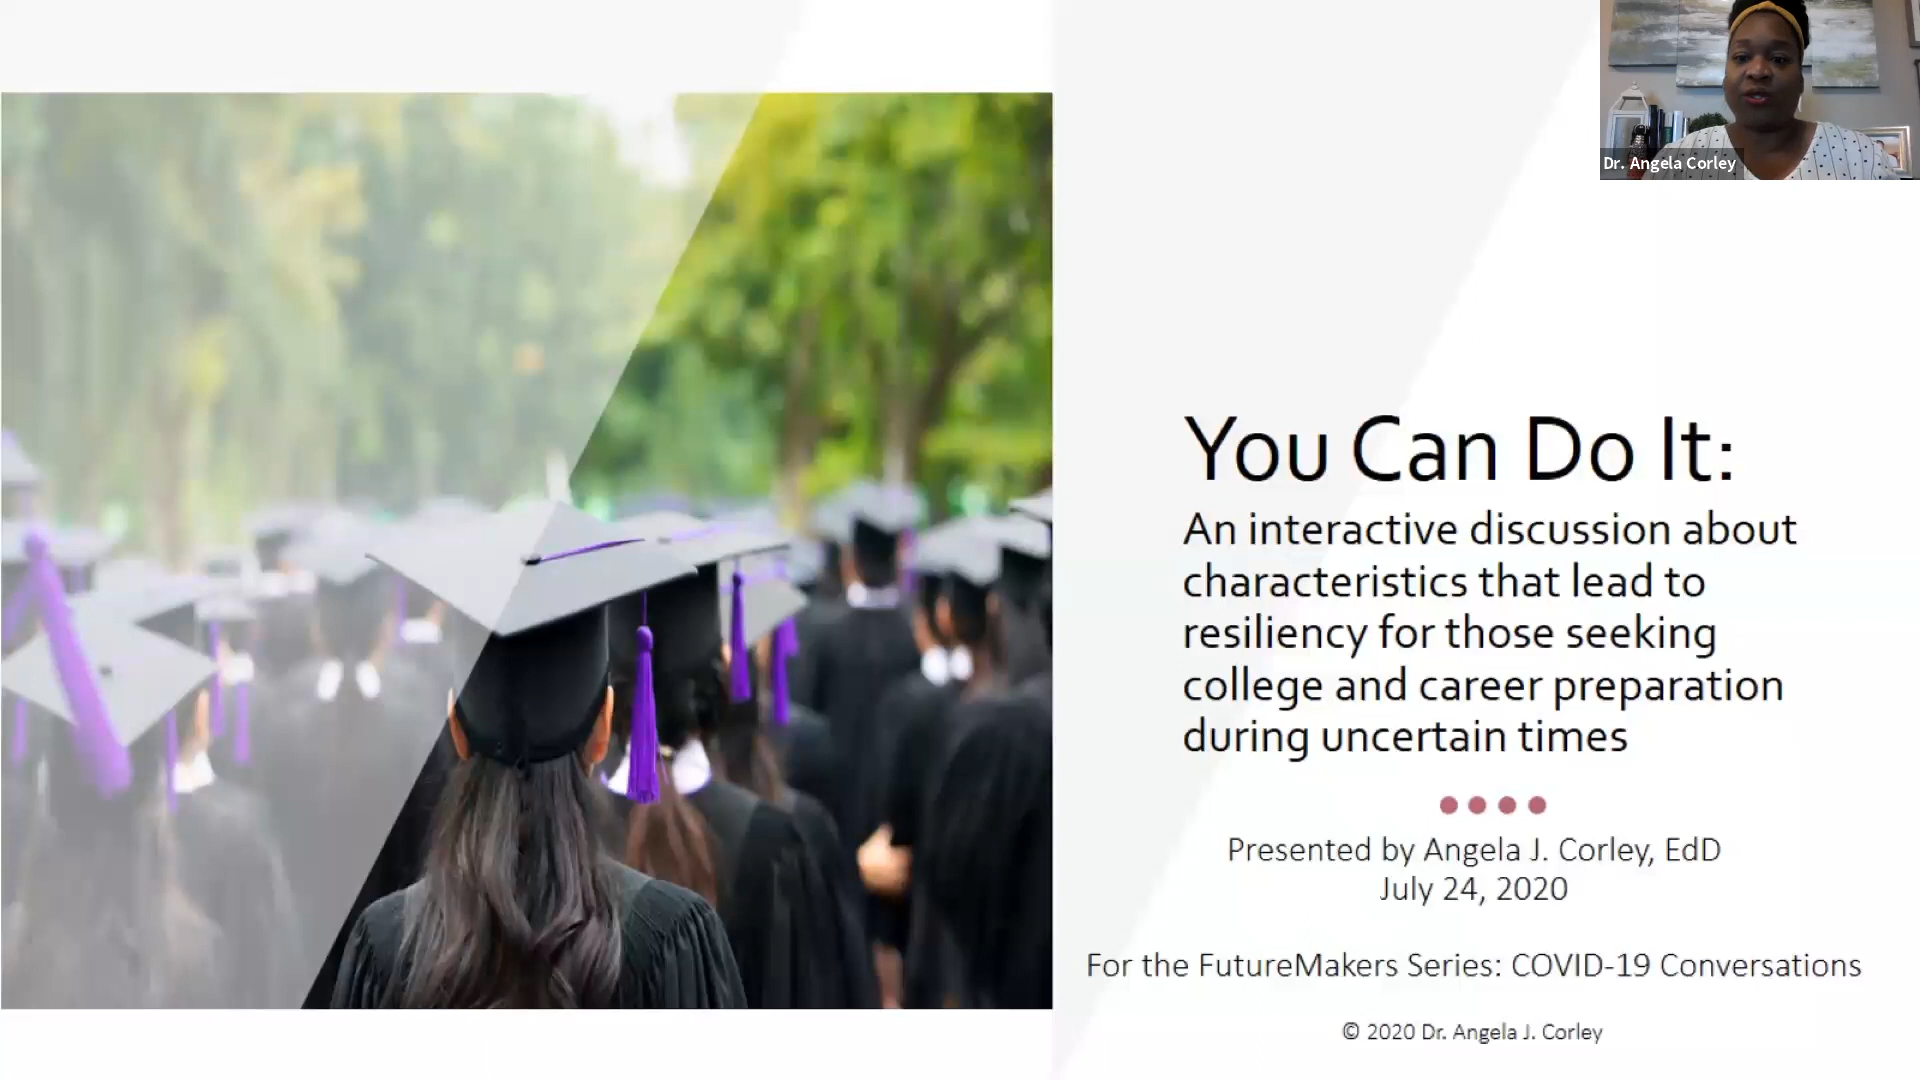 Dr. Angela Corley
You Can Do It:
An interactive discussion about
characteristics that lead to
resiliency for those seeking
college and career preparation
during uncertain times
Presented by Angela J. Corley, EdD
July 24, 2020
For the FutureMakers Series: COVID-19 Conversations
© 2020 Dr. Angela J. Corley